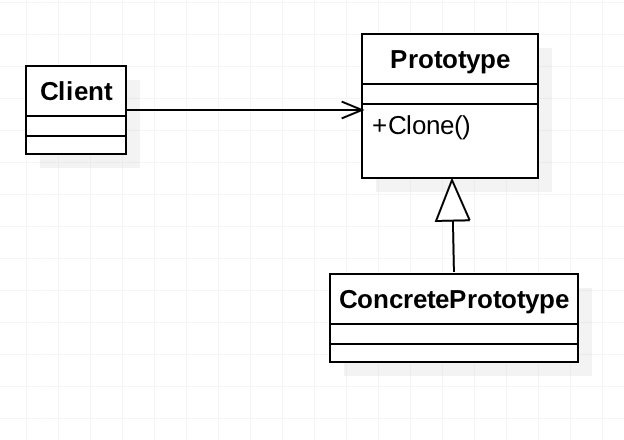 Client
Prototype
+Clone()
ConcretePrototype